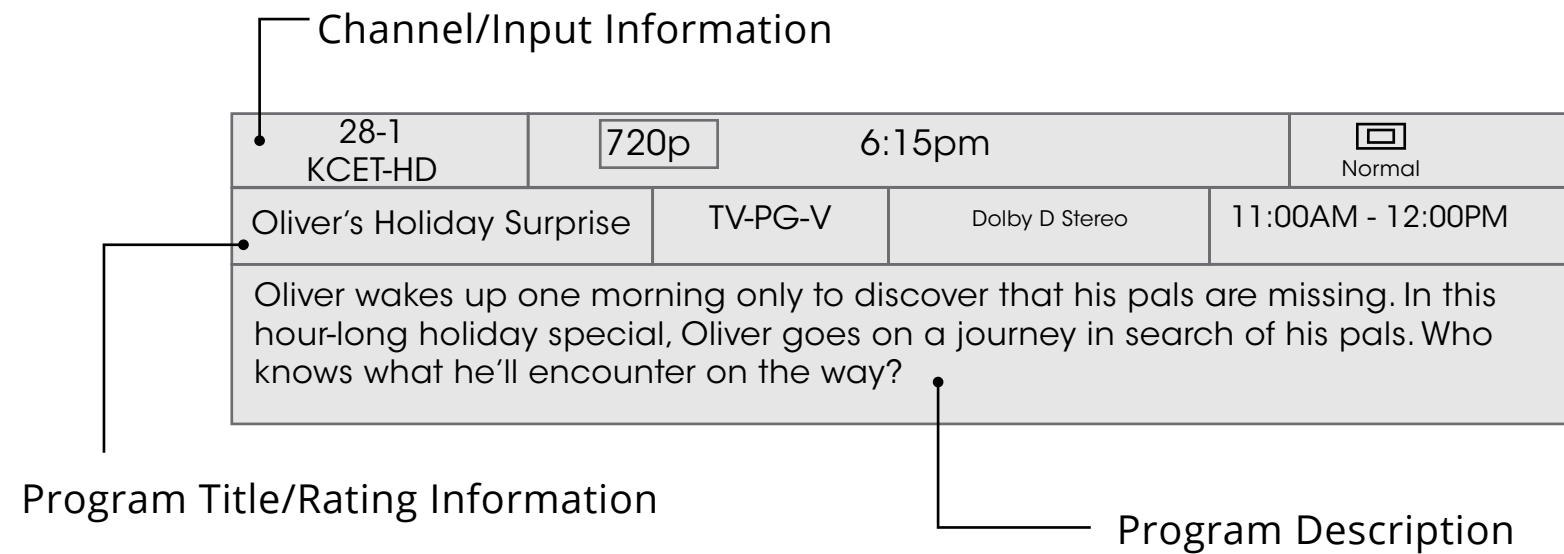 Channel/Input Information
28-1
KCET-HD
720p
6:15pm
Normal
Oliver’s Holiday Surprise
TV-PG-V
Dolby D Stereo
11:00AM - 12:00PM
Oliver wakes up one morning only to discover that his pals are missing. In this
hour-long holiday special, Oliver goes on a journey in search of his pals. Who
knows what he’ll encounter on the way?
Program Title/Rating Information
Program Description